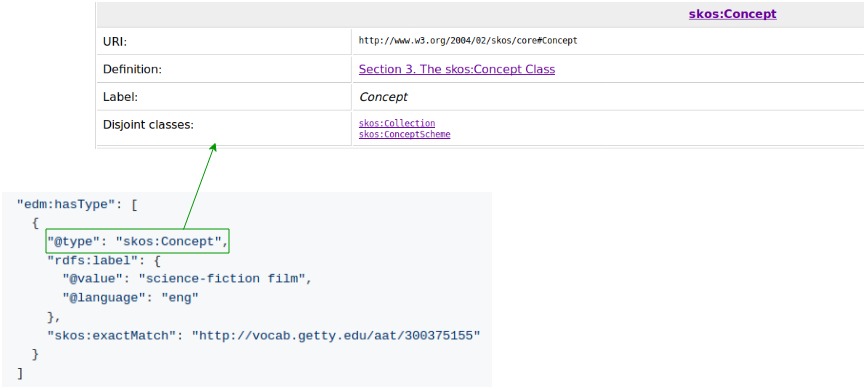 skos:Concept
URI: http://www.w3.org/2004/02/skos/core#Concept
Definition: Section 3. The skos:Concept Class
Label: Concept
Disjoint classes: skos:Collection
skos:ConceptScheme
"edm:hasType": [
{
"@type": "skos:Concept",
"rdfs:label": {
"@value": "science-fiction film",
"@language": "eng"
},
"skos:exactMatch": "http://vocab.getty.edu/aat/300375155"
}
]